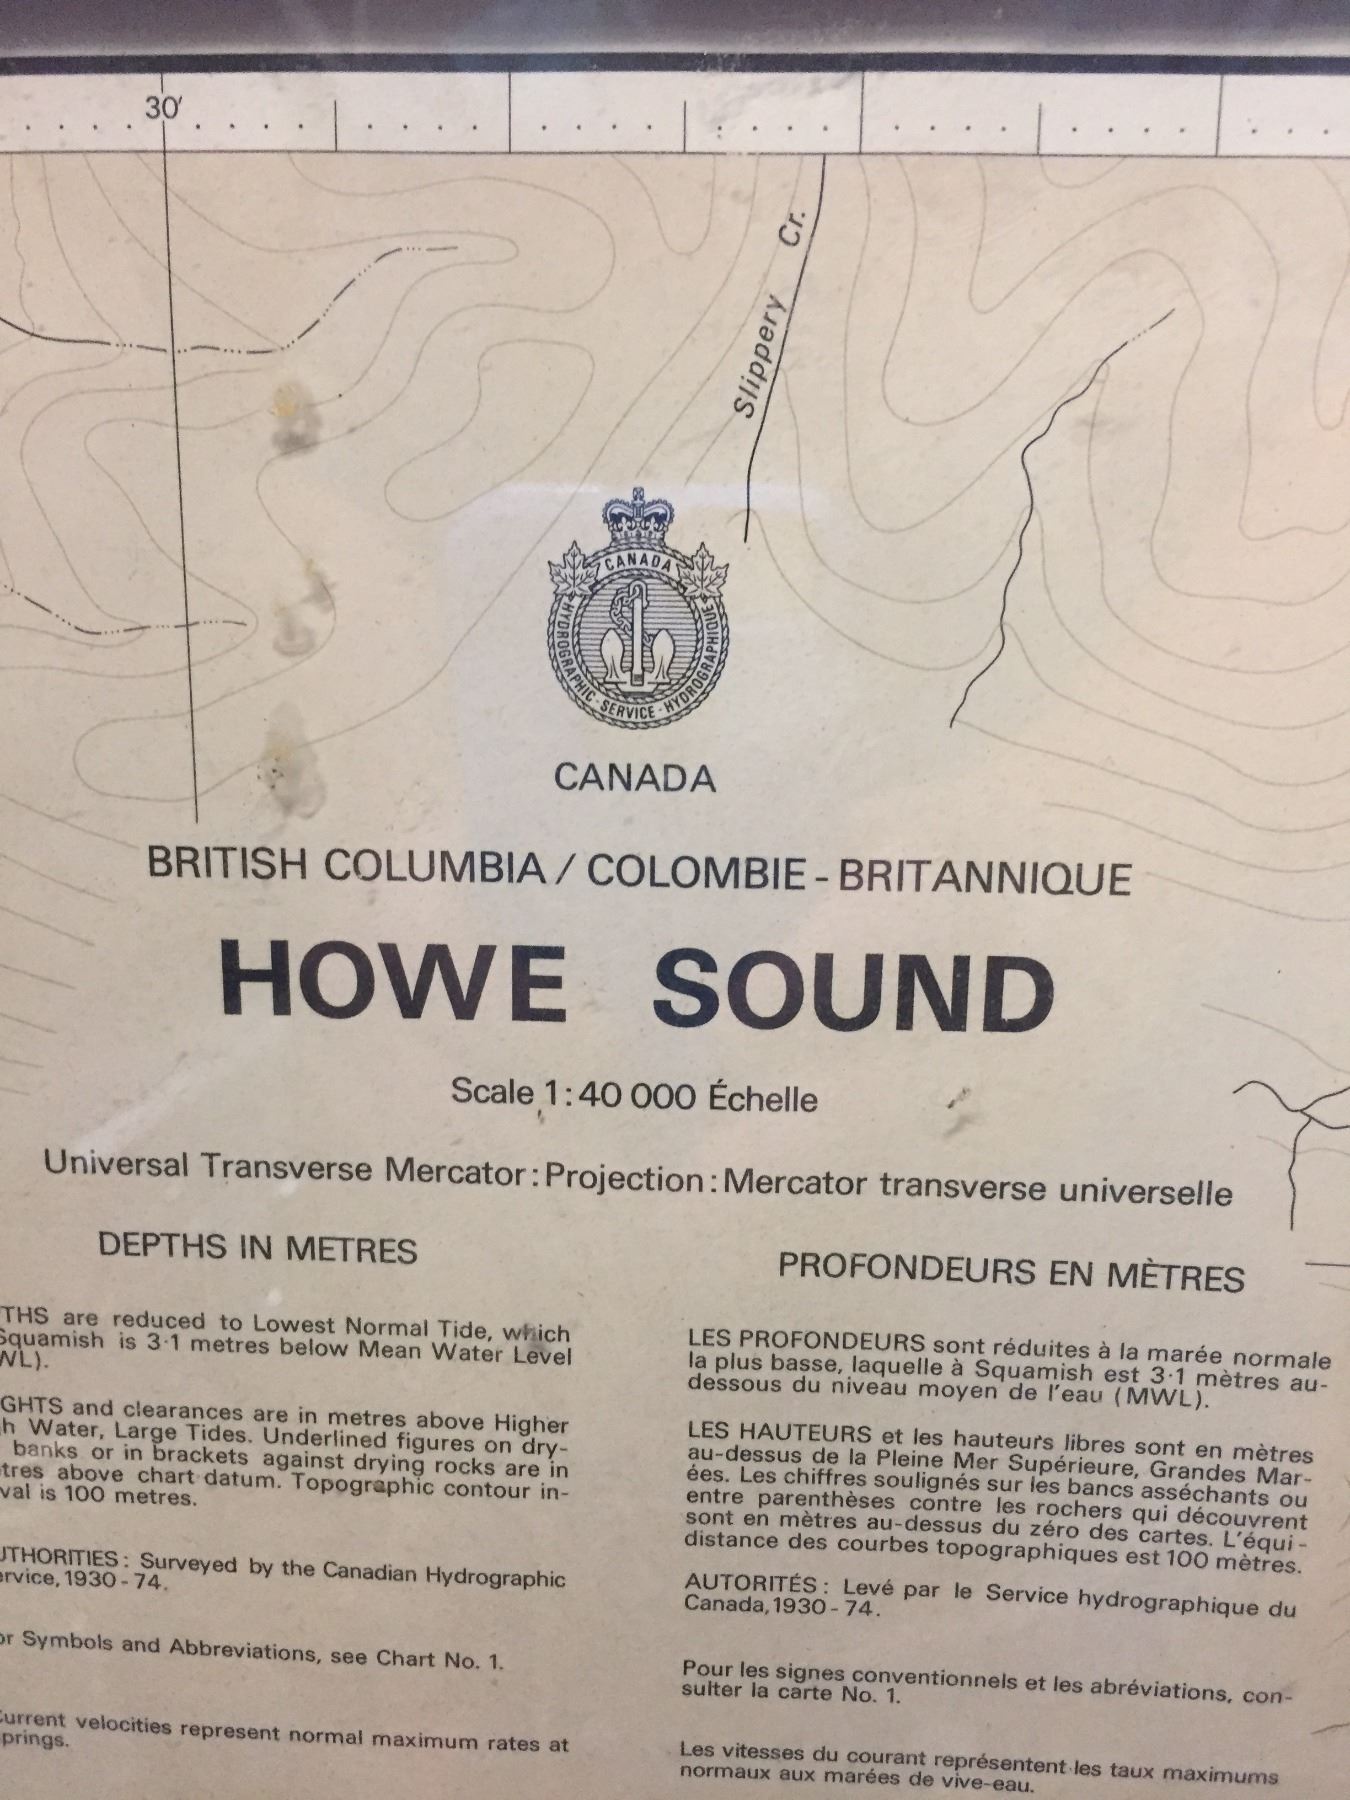 30'
Slippery Cr.
CANADA
HYDROGRAPHIC · SERVICE · HYDROGRAPHIQUE
CANADA
BRITISH COLUMBIA / COLOMBIE - BRITANNIQUE
HOWE SOUND
Scale 1:40 000 Échelle
Universal Transverse Mercator: Projection: Mercator transverse universelle
DEPTHS IN METRES
THS are reduced to Lowest Normal Tide, which
Squamish is 3·1 metres below Mean Water Level
WL).
GHTS and clearances are in metres above Higher
h Water, Large Tides. Underlined figures on dry-
banks or in brackets against drying rocks are in
tres above chart datum. Topographic contour in-
val is 100 metres.
UTHORITIES: Surveyed by the Canadian Hydrographic
ervice, 1930-74.
or Symbols and Abbreviations, see Chart No. 1.
Current velocities represent normal maximum rates at
prings.
PROFONDEURS EN MÈTRES
LES PROFONDEURS sont réduites à la marée normale
la plus basse, laquelle à Squamish est 3·1 mètres au-
dessous du niveau moyen de l'eau (MWL).
LES HAUTEURS et les hauteurs libres sont en mètres
au-dessus de la Pleine Mer Supérieure, Grandes Mar-
ées. Les chiffres soulignés sur les bancs asséchants ou
entre parenthèses contre les rochers qui découvrent
sont en mètres au-dessus du zéro des cartes. L'équi-
distance des courbes topographiques est 100 mètres.
AUTORITÉS: Levé par le Service hydrographique du
Canada, 1930-74.
Pour les signes conventionnels et les abréviations, con-
sulter la carte No. 1.
Les vitesses du courant représentent les taux maximums
normaux aux marées de vive-eau.